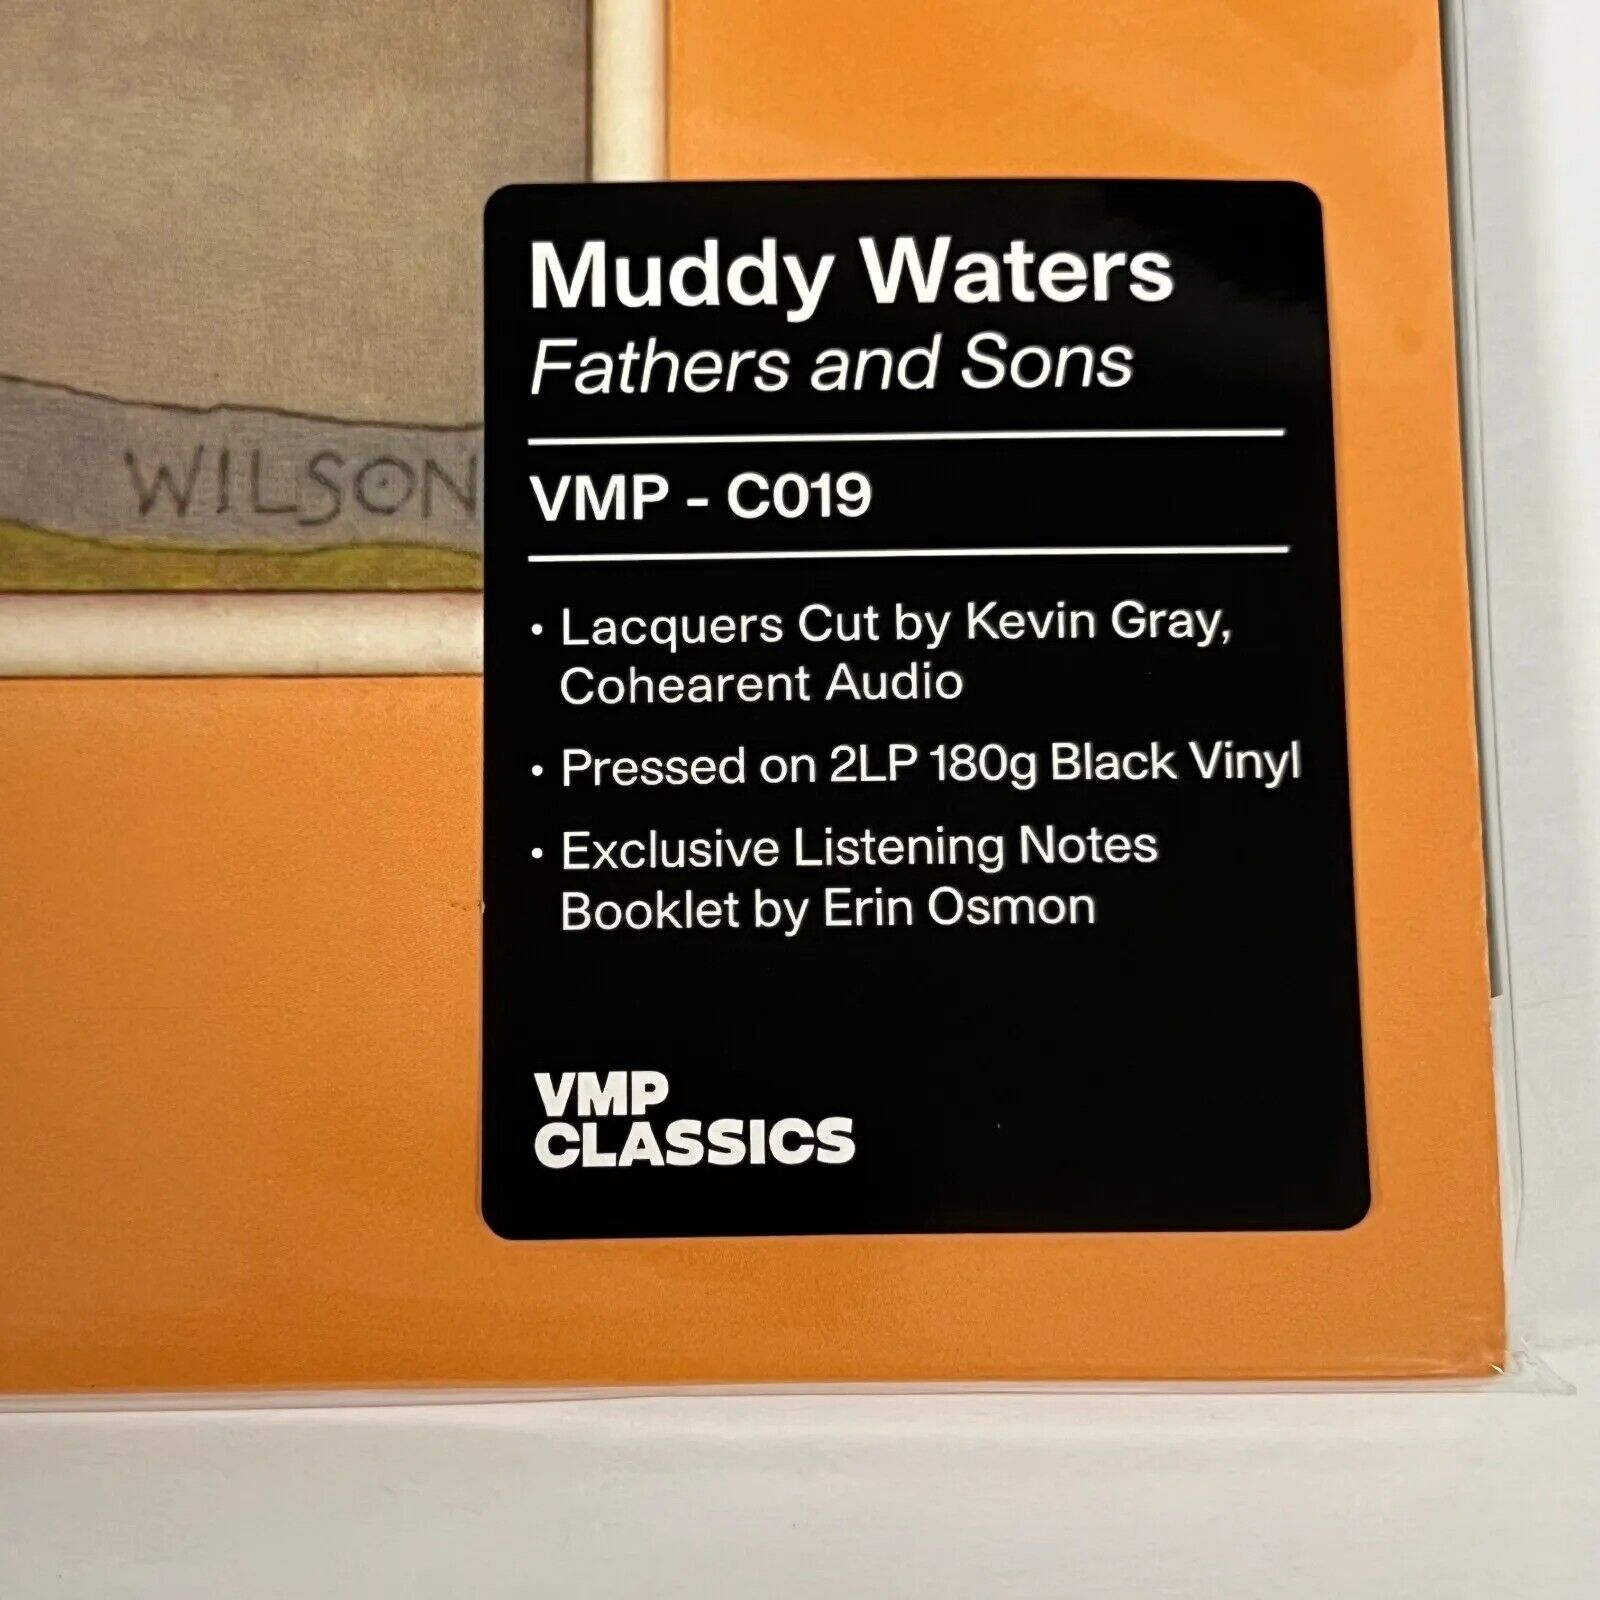 WILSON
Muddy Waters
Fathers and Sons
VMP - C019
• Lacquers Cut by Kevin Gray,
Cohearent Audio
• Pressed on 2LP 180g Black Vinyl
• Exclusive Listening Notes
Booklet by Erin Osmon
VMP
CLASSICS